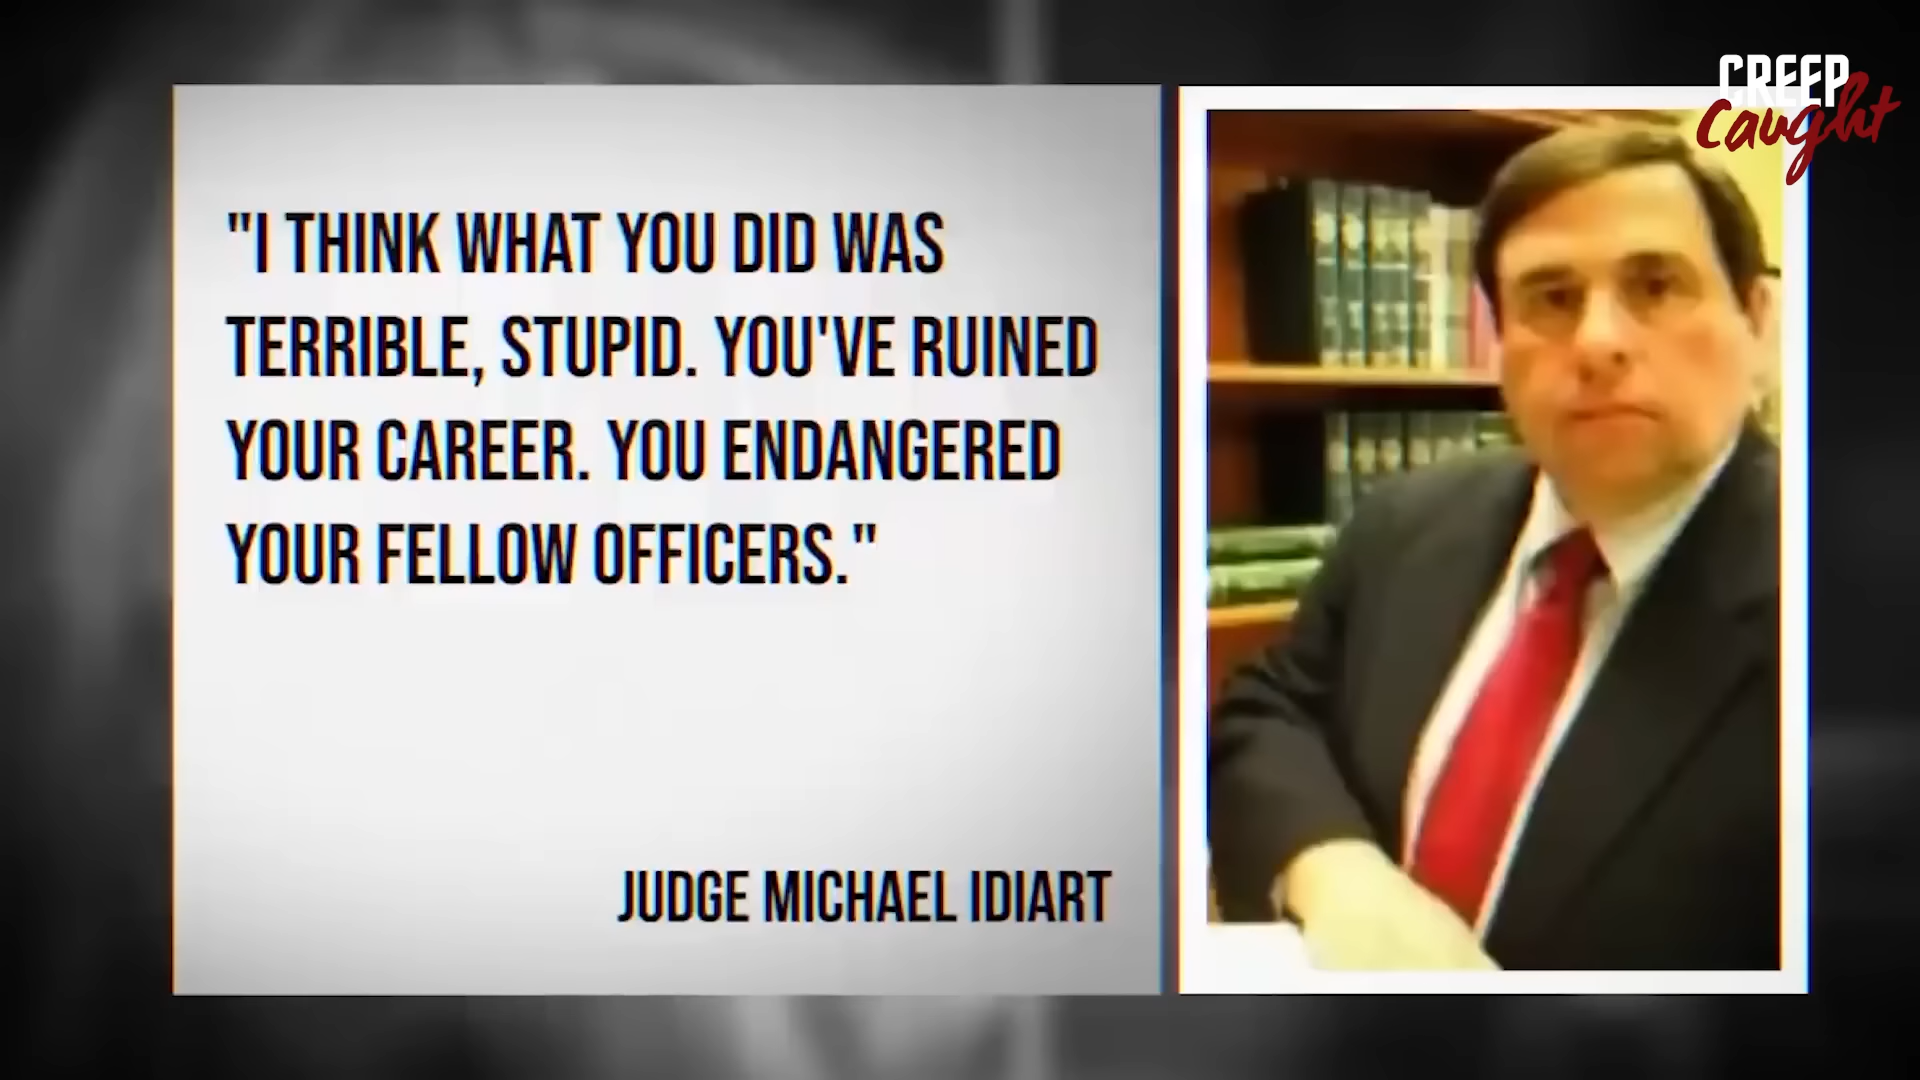 CREEP
Caught
"I THINK WHAT YOU DID WAS
TERRIBLE, STUPID. YOU'VE RUINED
YOUR CAREER. YOU ENDANGERED
YOUR FELLOW OFFICERS."
JUDGE MICHAEL IDIART